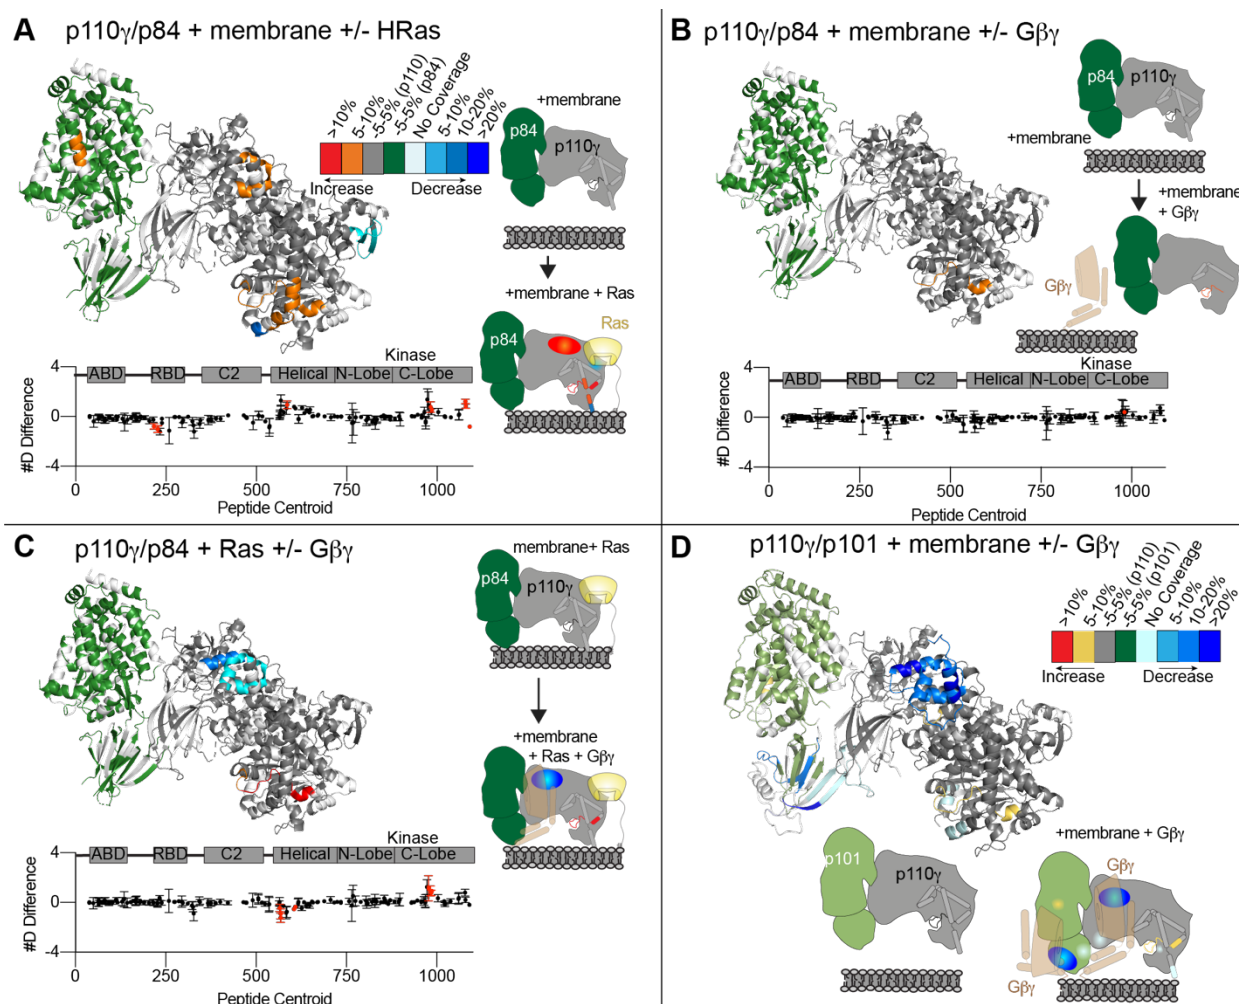 A p110γ/p84 + membrane +/- HRas
>10%
5-10%
-5-5% (p110)
-5-5% (p84)
No Coverage
5-10%
10-20%
>20%
Increase
Decrease
+membrane
p84
p110γ
+membrane + Ras
p84
Ras
Kinase
ABD RBD C2 Helical N-Lobe C-Lobe
#D Difference
4
0
-4
0 250 500 750 1000
Peptide Centroid
B p110γ/p84 + membrane +/- Gβγ
p84
p110γ
+membrane
+membrane
+ Gβγ
Gβγ
Kinase
ABD RBD C2 Helical N-Lobe C-Lobe
#D Difference
4
0
-4
0 250 500 750 1000
Peptide Centroid
C p110γ/p84 + Ras +/- Gβγ
membrane+ Ras
p84
p110γ
+membrane
+ Ras + Gβγ
Kinase
ABD RBD C2 Helical N-Lobe C-Lobe
#D Difference
4
0
-4
0 250 500 750 1000
Peptide Centroid
D p110γ/p101 + membrane +/- Gβγ
>10%
5-10%
-5-5% (p110)
-5-5% (p101)
No Coverage
5-10%
10-20%
>20%
Increase
Decrease
p101
p110γ
+membrane + Gβγ
Gβγ
Gβγ